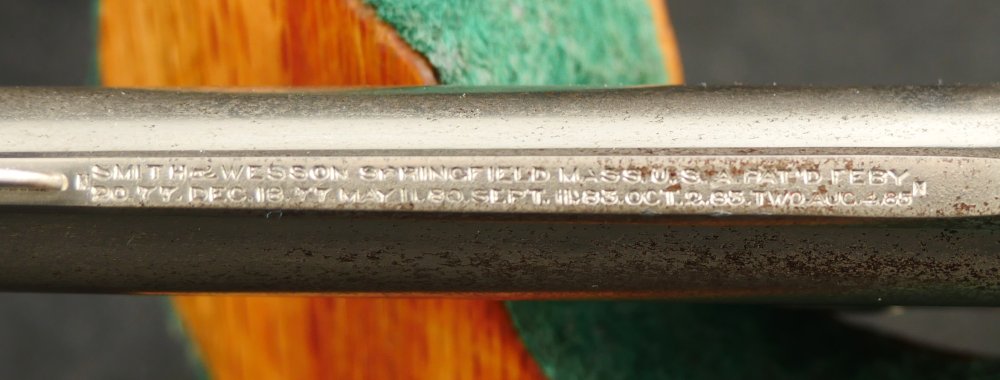 SMITH & WESSON SPRINGFIELD MASS. U.S.A. PAT'D. FEBY.
20. 77. DEC. 18. 77. MAY 11. 80. SEPT. 11. 83. OCT. 2. 83. TWO AUG. 4. 85